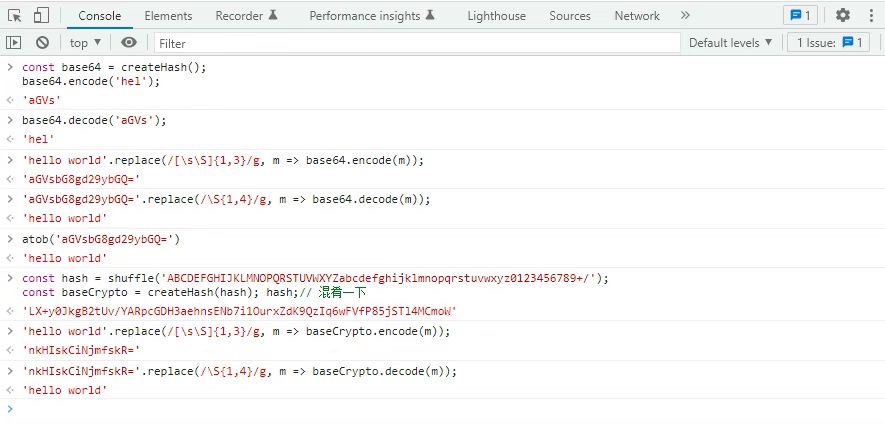 Console Elements Recorder Performance insights Lighthouse Sources Network » 1
top ▼ Filter Default levels ▼ 1 Issue: 1
> const base64 = createHash();
base64.encode('hel');
< 'aGVs'
> base64.decode('aGVs');
< 'hel'
> 'hello world'.replace(/[\s\S]{1,3}/g, m => base64.encode(m));
< 'aGVsbG8gd29ybGQ='
> 'aGVsbG8gd29ybGQ='.replace(/\S{1,4}/g, m => base64.decode(m));
< 'hello world'
> atob('aGVsbG8gd29ybGQ=')
< 'hello world'
> const hash = shuffle('ABCDEFGHIJKLMNOPQRSTUVWXYZabcdefghijklmnopqrstuvwxyz0123456789+/');
const baseCrypto = createHash(hash); hash;// 混肴一下
< 'LX+y0JkgB2tUv/YARpcGDH3aehnsENb7i1OurxZdK9QzIq6wFVfP85jSTl4MCmoW'
> 'hello world'.replace(/[\s\S]{1,3}/g, m => baseCrypto.encode(m));
< 'nkHIskCiNjmfskR='
> 'nkHIskCiNjmfskR='.replace(/\S{1,4}/g, m => baseCrypto.decode(m));
< 'hello world'
>